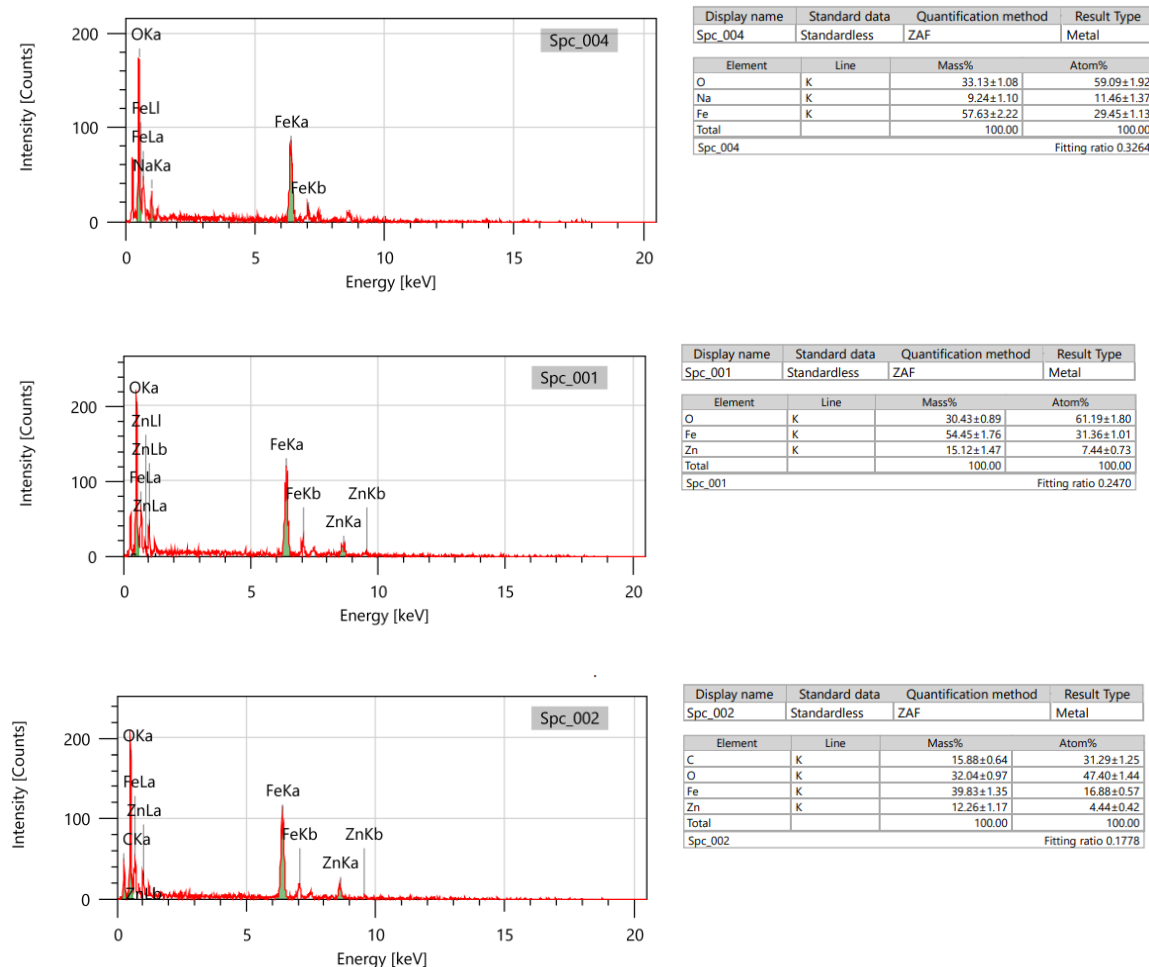 Spc_004
Intensity [Counts]
200
100
0
OKa
FeLl
FeLa
NaKa
FeKa
FeKb
0 5 10 15 20
Energy [keV]
Display name Standard data Quantification method Result Type
Spc_004 Standardless ZAF Metal
Element Line Mass% Atom%
O K 33.13±1.08 59.09±1.92
Na K 9.24±1.10 11.46±1.37
Fe K 57.63±2.22 29.45±1.13
Total 100.00 100.00
Spc_004 Fitting ratio 0.3264
Spc_001
Intensity [Counts]
200
100
0
OKa
ZnLl
ZnLb
FeLa
ZnLa
FeKa
FeKb
ZnKa
ZnKb
0 5 10 15 20
Energy [keV]
Display name Standard data Quantification method Result Type
Spc_001 Standardless ZAF Metal
Element Line Mass% Atom%
O K 30.43±0.89 61.19±1.80
Fe K 54.45±1.76 31.36±1.01
Zn K 15.12±1.47 7.44±0.73
Total 100.00 100.00
Spc_001 Fitting ratio 0.2470
Spc_002
Intensity [Counts]
200
100
0
OKa
FeLa
ZnLa
CKa
ZnLb
FeKa
FeKb
ZnKa
ZnKb
0 5 10 15 20
Energy [keV]
Display name Standard data Quantification method Result Type
Spc_002 Standardless ZAF Metal
Element Line Mass% Atom%
C K 15.88±0.64 31.29±1.25
O K 32.04±0.97 47.40±1.44
Fe K 39.83±1.35 16.88±0.57
Zn K 12.26±1.17 4.44±0.42
Total 100.00 100.00
Spc_002 Fitting ratio 0.1778